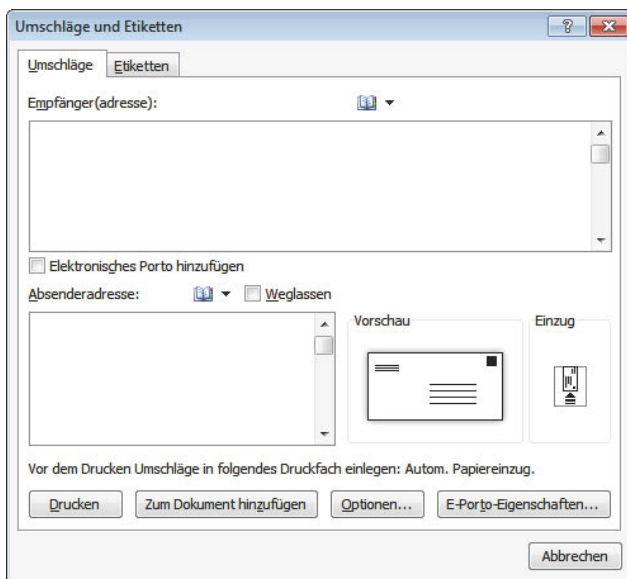 Umschläge und Etiketten
Umschläge Etiketten
Empfänger(adresse):
Elektronisches Porto hinzufügen
Absenderadresse: Weglassen
Vorschau Einzug
Vor dem Drucken Umschläge in folgendes Druckfach einlegen: Autom. Papiereinzug.
Drucken Zum Dokument hinzufügen Optionen... E-Porto-Eigenschaften...
Abbrechen